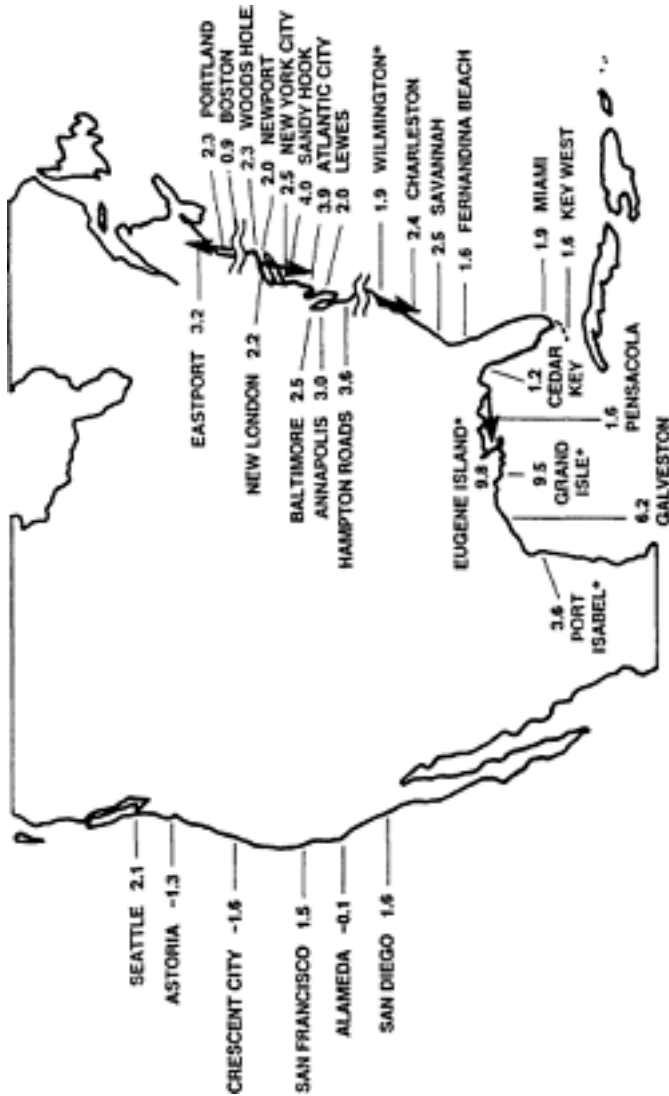 SEATTLE 2.1
ASTORIA -1.3
CRESCENT CITY -1.6
SAN FRANCISCO 1.5
ALAMEDA -0.1
SAN DIEGO 1.6
EASTPORT 3.2
NEW LONDON 2.2
BALTIMORE 2.5
ANNAPOLIS 3.0
HAMPTON ROADS 3.6
2.3 PORTLAND
0.9 BOSTON
2.3 WOODS HOLE
2.0 NEWPORT
2.5 NEW YORK CITY
4.0 SANDY HOOK
3.9 ATLANTIC CITY
2.0 LEWES
1.9 WILMINGTON*
2.4 CHARLESTON
2.5 SAVANNAH
1.6 FERNANDINA BEACH
1.9 MIAMI
1.6 KEY WEST
1.2
CEDAR
KEY
1.6
PENSACOLA
EUGENE ISLAND*
9.8
9.5
GRAND
ISLE*
6.2
GALVESTON
3.6
PORT
ISABEL*